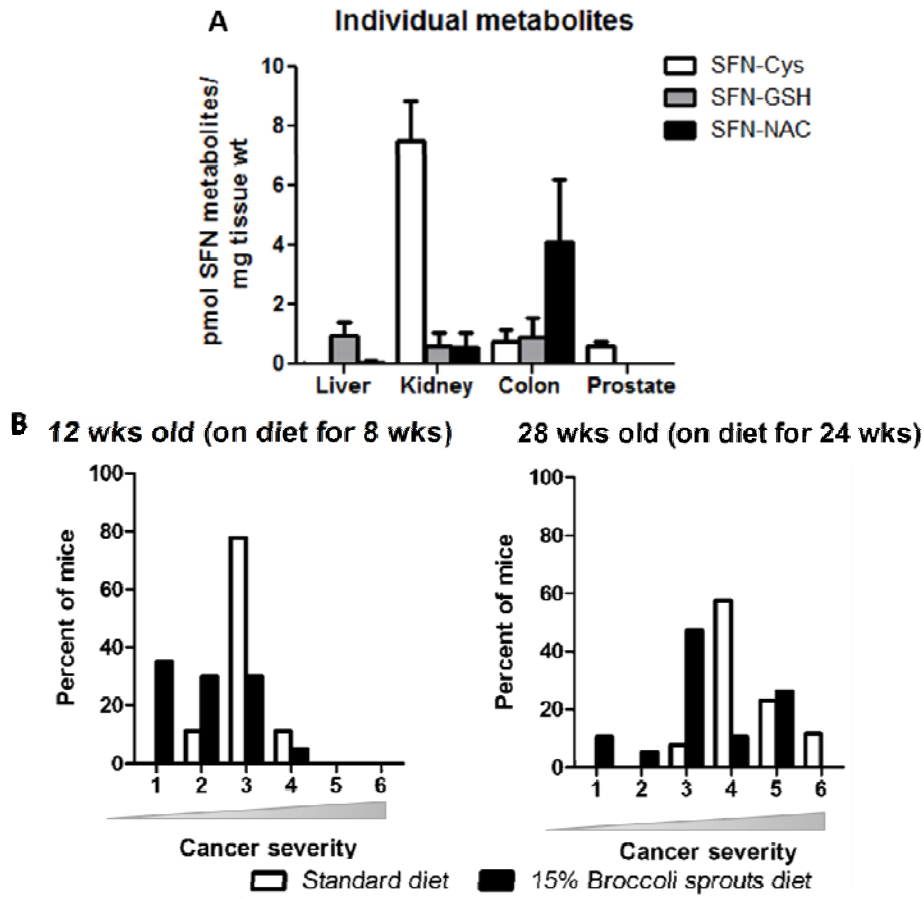 A Individual metabolites
SFN-Cys
SFN-GSH
SFN-NAC
pmol SFN metabolites/
mg tissue wt
10
8
6
4
2
0
Liver Kidney Colon Prostate
B 12 wks old (on diet for 8 wks)
Percent of mice
100
80
60
40
20
0
1 2 3 4 5 6
Cancer severity
28 wks old (on diet for 24 wks)
Percent of mice
100
80
60
40
20
0
1 2 3 4 5 6
Cancer severity
Standard diet 15% Broccoli sprouts diet